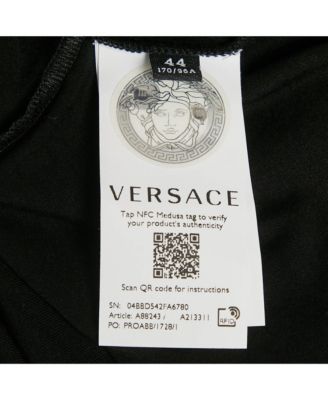 44
170/96A
VERSACE
Tap NFC Medusa tag to verify
your product's authenticity
Scan QR code for instructions
SN: 04BBD542FA6780
Article: A88243 / A213311
PO: PROABB/1728/1
RFID